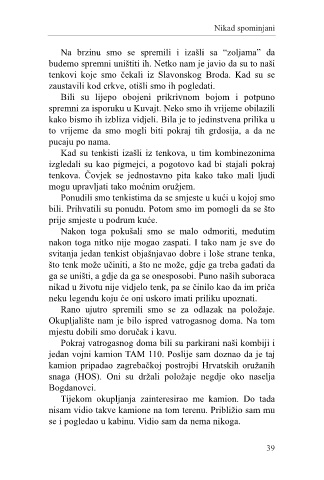 Nikad spominjani
Na brzinu smo se spremili i izašli sa “zoljama” da
budemo spremni uništiti ih. Netko nam je javio da su to naši
tenkovi koje smo čekali iz Slavonskog Broda. Kad su se
zaustavili kod crkve, otišli smo ih pogledati.
Bili su lijepo obojeni prikrivnom bojom i potpuno
spremni za isporuku u Kuvajt. Neko smo ih vrijeme obilazili
kako bismo ih izbliza vidjeli. Bila je to jedinstvena prilika u
to vrijeme da smo mogli biti pokraj tih grdosija, a da ne
pucaju po nama.
Kad su tenkisti izašli iz tenkova, u tim kombinezonima
izgledali su kao pigmejci, a pogotovo kad bi stajali pokraj
tenkova. Čovjek se jednostavno pita kako tako mali ljudi
mogu upravljati tako moćnim oružjem.
Ponudili smo tenkistima da se smjeste u kući u kojoj smo
bili. Prihvatili su ponudu. Potom smo im pomogli da se što
prije smjeste u podrum kuće.
Nakon toga pokušali smo se malo odmoriti, međutim
nakon toga nitko nije mogao zaspati. I tako nam je sve do
svitanja jedan tenkist objašnjavao dobre i loše strane tenka,
što tenk može učiniti, a što ne može, gdje ga treba gađati da
ga se uništi, a gdje da ga se onesposobi. Puno naših suboraca
nikad u životu nije vidjelo tenk, pa se činilo kao da im priča
neku legendu koju će oni uskoro imati priliku upoznati.
Rano ujutro spremili smo se za odlazak na položaje.
Okupljalište nam je bilo ispred vatrogasnog doma. Na tom
mjestu dobili smo doručak i kavu.
Pokraj vatrogasnog doma bili su parkirani naši kombiji i
jedan vojni kamion TAM 110. Poslije sam doznao da je taj
kamion pripadao zagrebačkoj postrojbi Hrvatskih oružanih
snaga (HOS). Oni su držali položaje negdje oko naselja
Bogdanovci.
Tijekom okupljanja zainteresirao me kamion. Do tada
nisam vidio takve kamione na tom terenu. Približio sam mu
se i pogledao u kabinu. Vidio sam da nema nikoga.
39